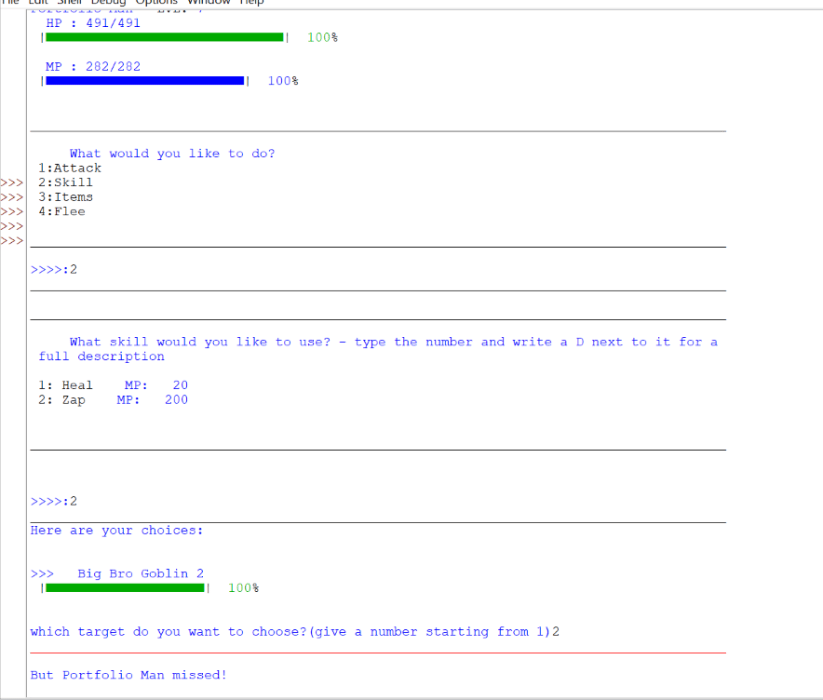 File Edit Shell Debug Options Window Help
HP : 491/491
100%
MP : 282/282
100%
What would you like to do?
1:Attack
>>> 2:Skill
>>> 3:Items
>>> 4:Flee
>>>
>>>
>>>>:2
What skill would you like to use? - type the number and write a D next to it for a
full description
1: Heal MP: 20
2: Zap MP: 200
>>>>:2
Here are your choices:
>>> Big Bro Goblin 2
100%
which target do you want to choose?(give a number starting from 1)2
But Portfolio Man missed!